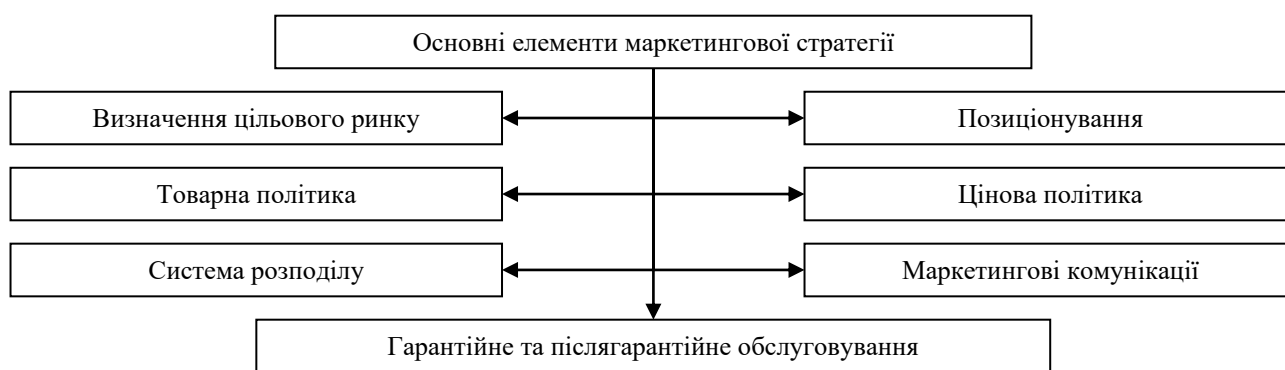 Основні елементи маркетингової стратегії
Визначення цільового ринку
Позиціонування
Товарна політика
Цінова політика
Система розподілу
Маркетингові комунікації
Гарантійне та післягарантійне обслуговування